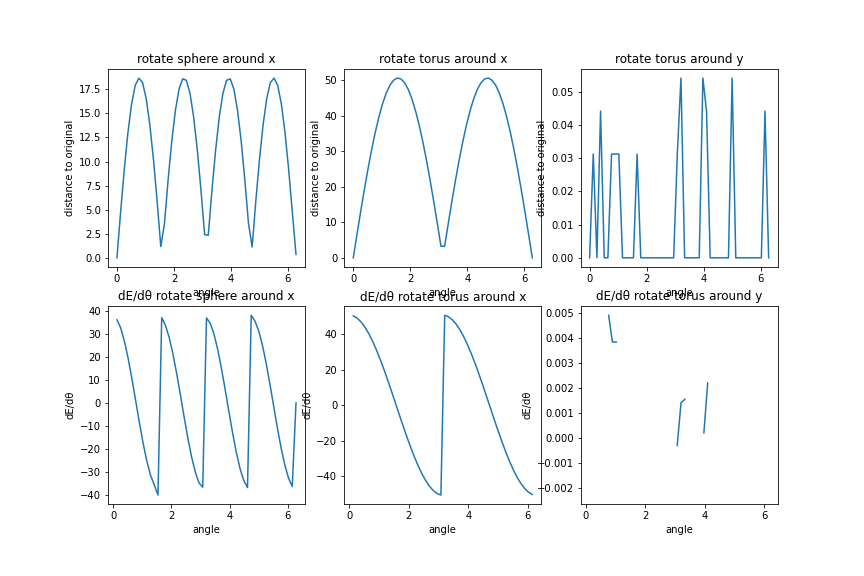 rotate sphere around x
distance to original
17.5
15.0
12.5
10.0
7.5
5.0
2.5
0.0
0 2 4 6
angle
rotate torus around x
distance to original
50
40
30
20
10
0
0 2 4 6
angle
rotate torus around y
distance to original
0.05
0.04
0.03
0.02
0.01
0.00
0 2 4 6
angle
dE/dθ rotate sphere around x
dE/dθ
40
30
20
10
0
−10
−20
−30
−40
0 2 4 6
angle
dE/dθ rotate torus around x
dE/dθ
40
20
0
−20
−40
0 2 4 6
angle
dE/dθ rotate torus around y
dE/dθ
0.005
0.004
0.003
0.002
0.001
0.000
−0.001
−0.002
0 2 4 6
angle